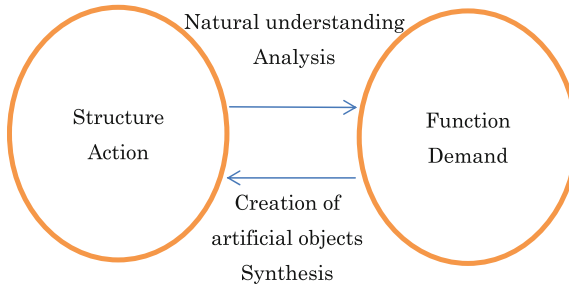 Natural understanding
Analysis
Structure
Action
Function
Demand
Creation of
artificial objects
Synthesis